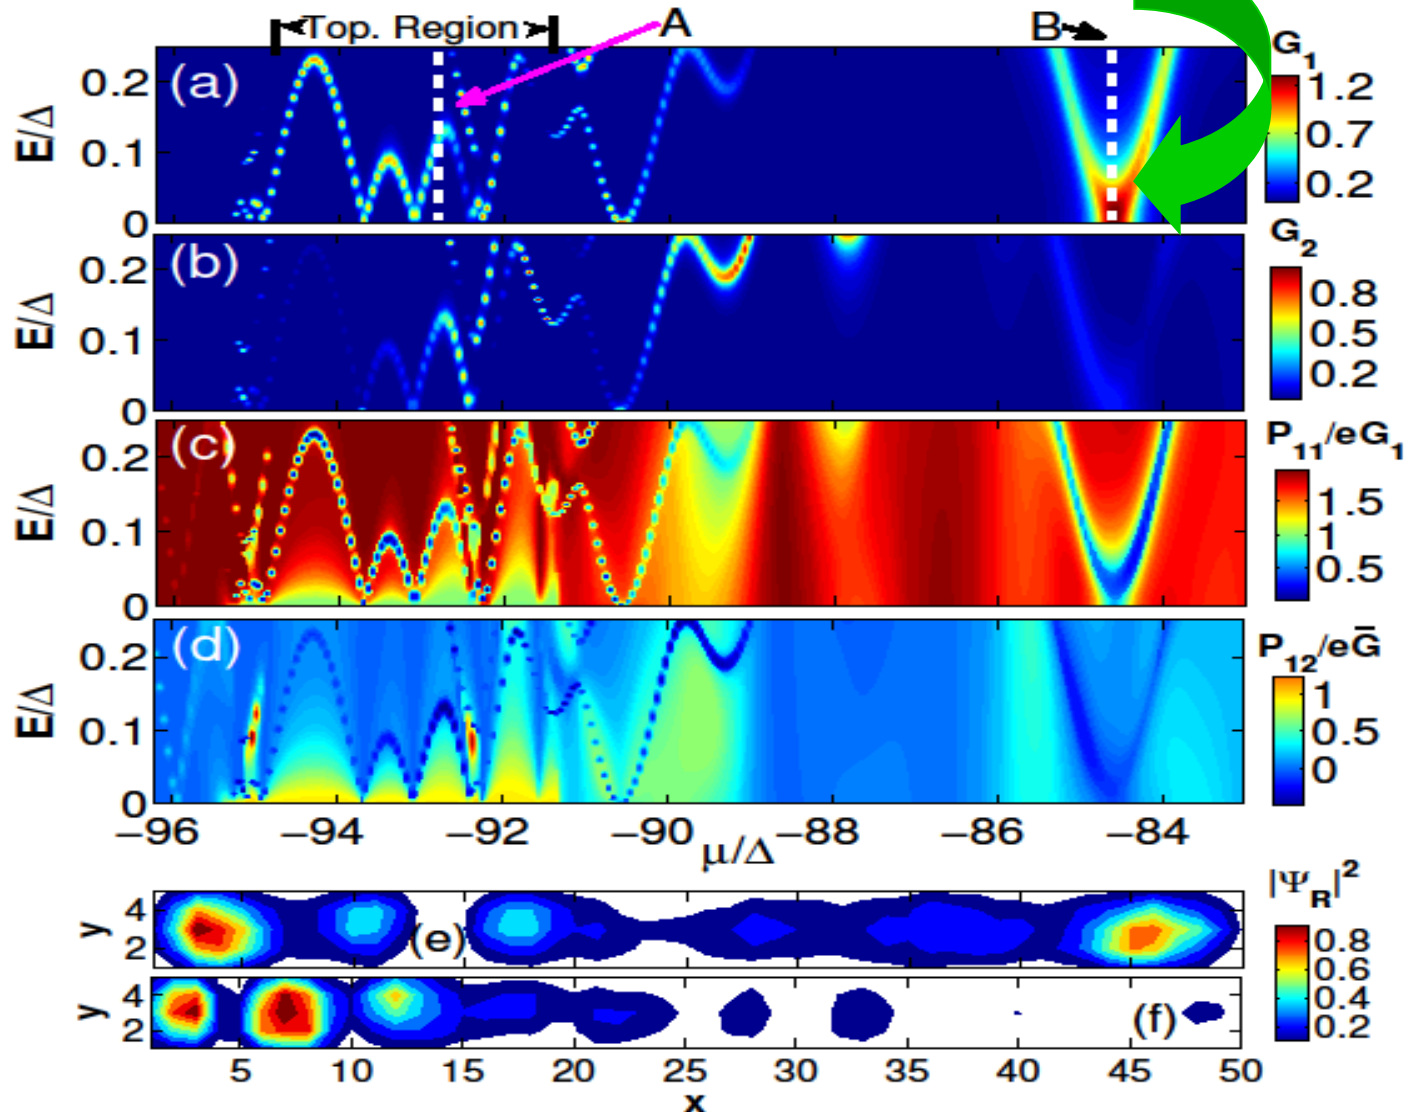 Top. Region A B
(a) E/Δ 0.2 0.1 0 G1 1.2 0.7 0.2
(b) E/Δ 0.2 0.1 0 G2 0.8 0.5 0.2
(c) E/Δ 0.2 0.1 0 P11/eG1 1.5 1 0.5
(d) E/Δ 0.2 0.1 0 P12/eḠ 1 0.5 0
−96 −94 −92 −90 −88 −86 −84
μ/Δ
(e) y 4 2 |ΨR|2 0.8 0.6 0.4 0.2
(f) y 4 2
5 10 15 20 25 30 35 40 45 50
x